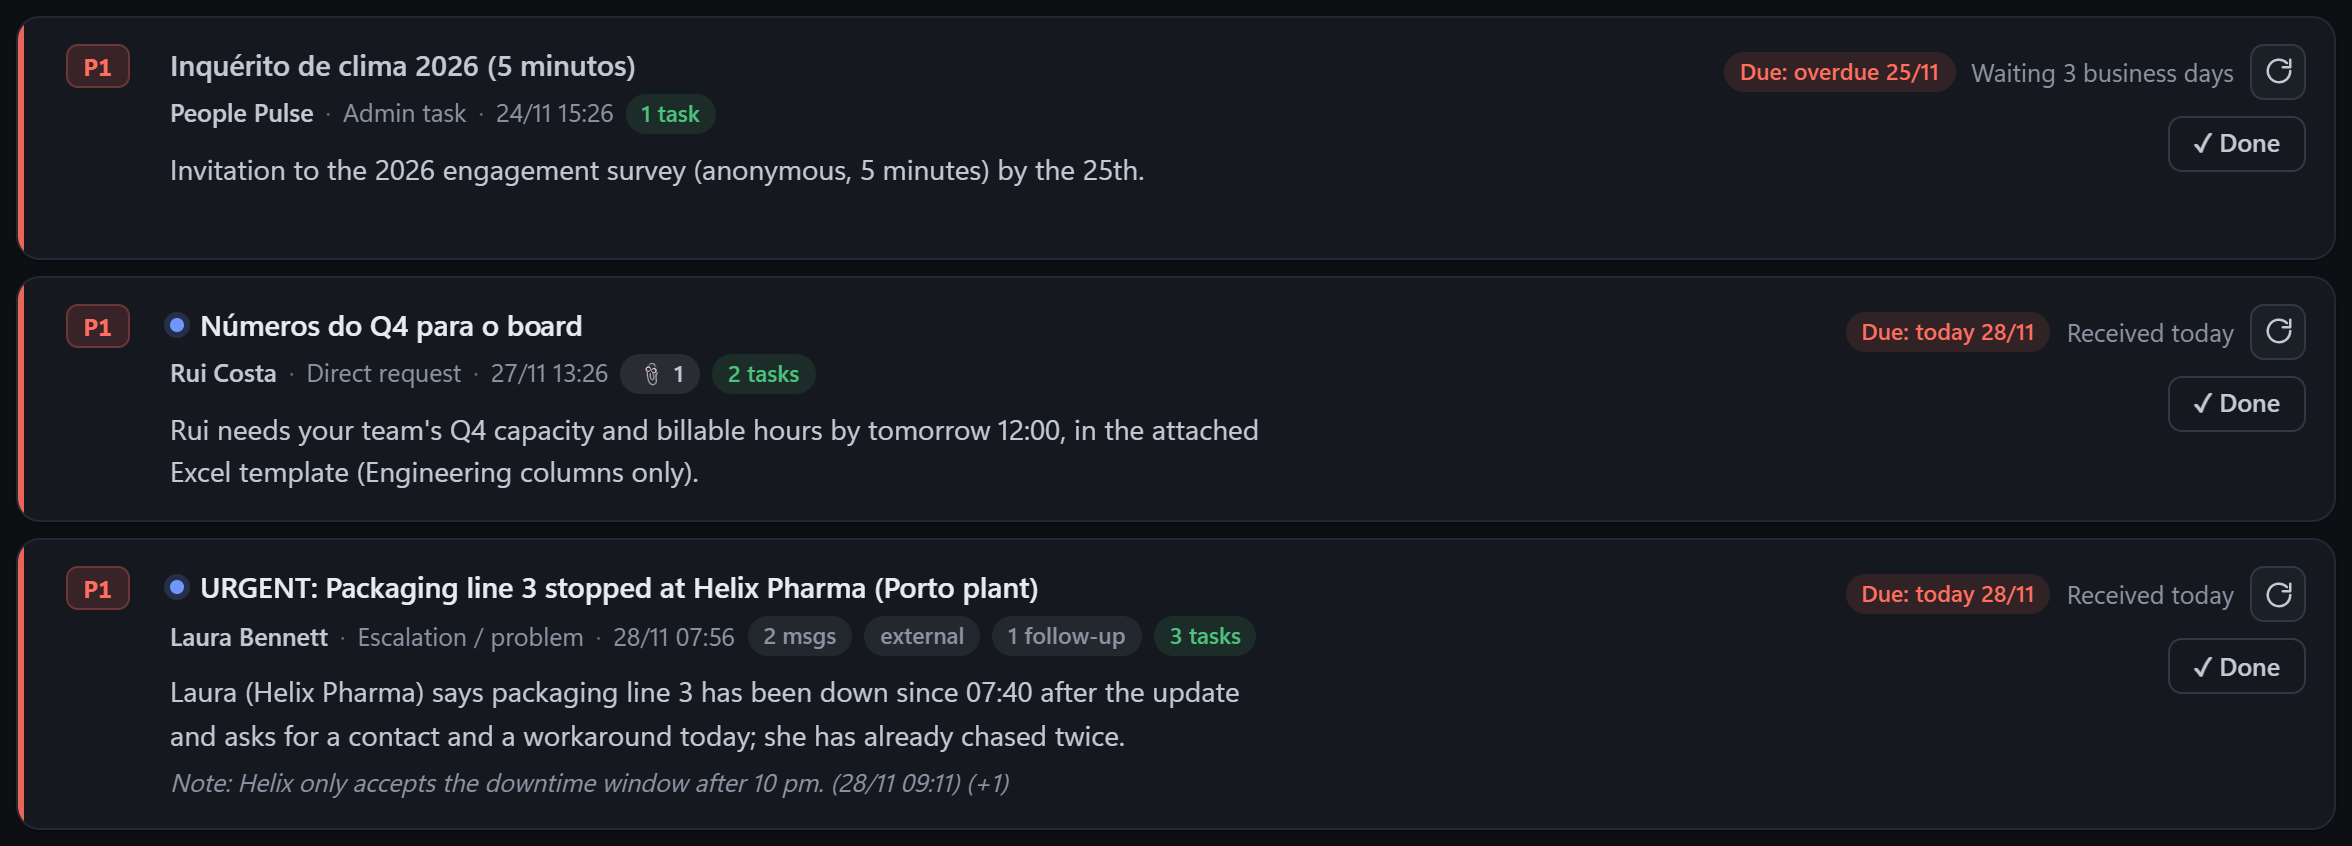 P1 Inquérito de clima 2026 (5 minutos) Due: overdue 25/11 Waiting 3 business days
People Pulse · Admin task · 24/11 15:26 1 task
✓ Done
Invitation to the 2026 engagement survey (anonymous, 5 minutes) by the 25th.
P1 Números do Q4 para o board Due: today 28/11 Received today
Rui Costa · Direct request · 27/11 13:26 1 2 tasks
✓ Done
Rui needs your team's Q4 capacity and billable hours by tomorrow 12:00, in the attached
Excel template (Engineering columns only).
P1 URGENT: Packaging line 3 stopped at Helix Pharma (Porto plant) Due: today 28/11 Received today
Laura Bennett · Escalation / problem · 28/11 07:56 2 msgs external 1 follow-up 3 tasks
✓ Done
Laura (Helix Pharma) says packaging line 3 has been down since 07:40 after the update
and asks for a contact and a workaround today; she has already chased twice.
Note: Helix only accepts the downtime window after 10 pm. (28/11 09:11) (+1)